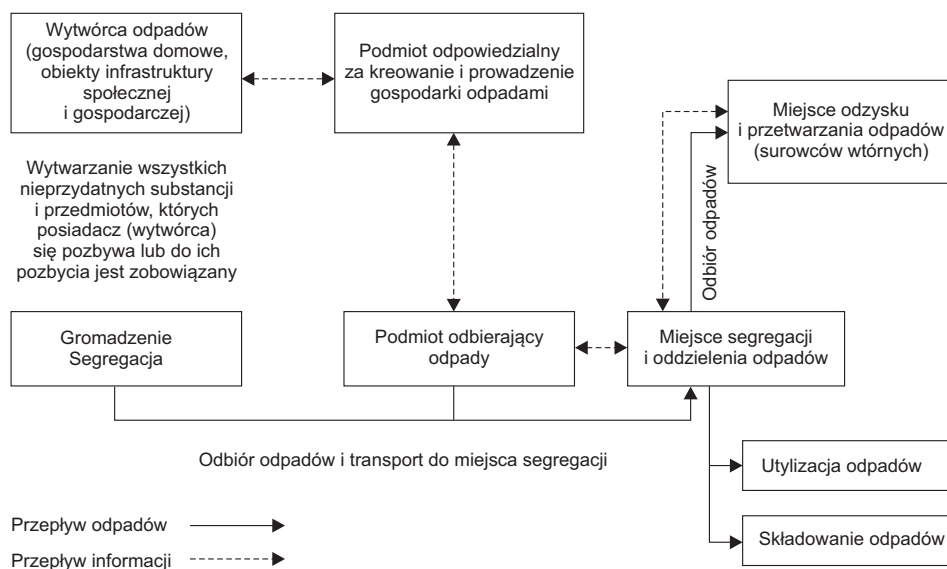 Wytwórca odpadów
(gospodarstwa domowe,
obiekty infrastruktury
społecznej
i gospodarczej)
Podmiot odpowiedzialny
za kreowanie i prowadzenie
gospodarki odpadami
Miejsce odzysku
i przetwarzania odpadów
(surowców wtórnych)
Wytwarzanie wszystkich
nieprzydatnych substancji
i przedmiotów, których
posiadacz (wytwórca)
się pozbywa lub do ich
pozbycia jest zobowiązany
Odbiór odpadów
Gromadzenie
Segregacja
Podmiot odbierający
odpady
Miejsce segregacji
i oddzielenia odpadów
Odbiór odpadów i transport do miejsca segregacji
Utylizacja odpadów
Składowanie odpadów
Przepływ odpadów
Przepływ informacji